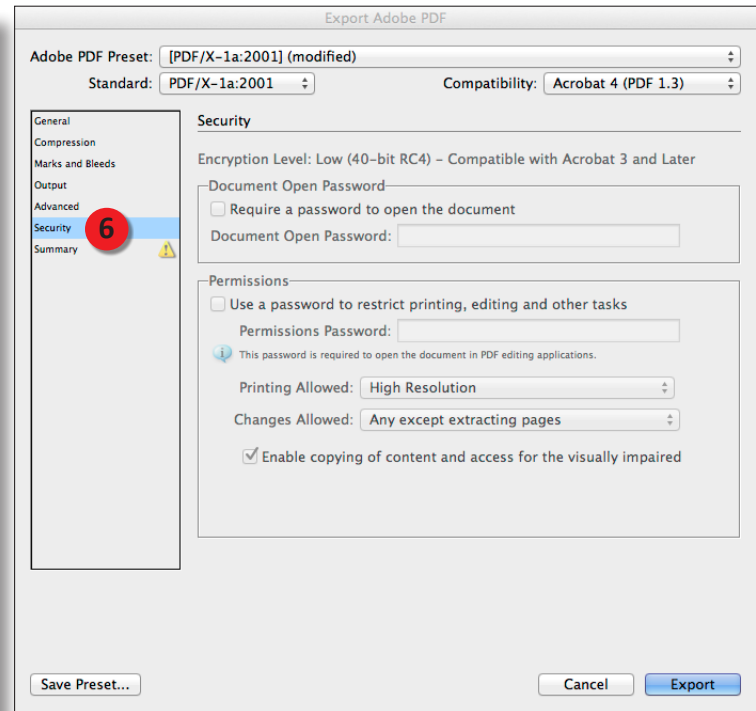 Export Adobe PDF
Adobe PDF Preset: [PDF/X-1a:2001] (modified)
Standard: PDF/X-1a:2001 Compatibility: Acrobat 4 (PDF 1.3)
General
Compression
Marks and Bleeds
Output
Advanced
Security 6
Summary
Security
Encryption Level: Low (40-bit RC4) – Compatible with Acrobat 3 and Later
Document Open Password
Require a password to open the document
Document Open Password:
Permissions
Use a password to restrict printing, editing and other tasks
Permissions Password:
This password is required to open the document in PDF editing applications.
Printing Allowed: High Resolution
Changes Allowed: Any except extracting pages
Enable copying of content and access for the visually impaired
Save Preset... Cancel Export